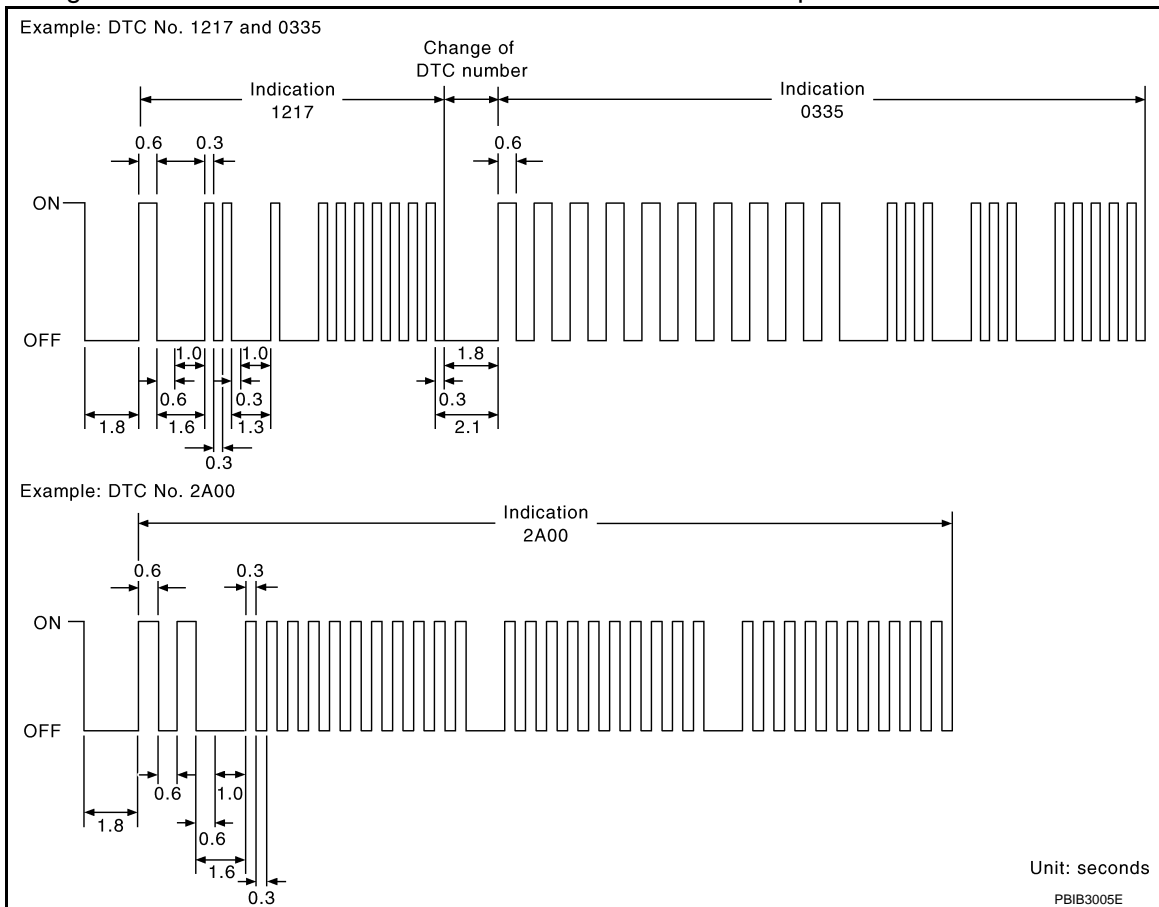 Example: DTC No. 1217 and 0335
Change of
DTC number
Indication
1217
Indication
0335
0.6
0.3
0.6
ON
OFF
1.0
1.0
1.8
0.6
0.3
0.3
1.8
1.6
1.3
2.1
0.3
Example: DTC No. 2A00
Indication
2A00
0.6
0.3
ON
OFF
0.6
1.0
1.8
0.6
1.6
0.3
Unit: seconds
PBIB3005E